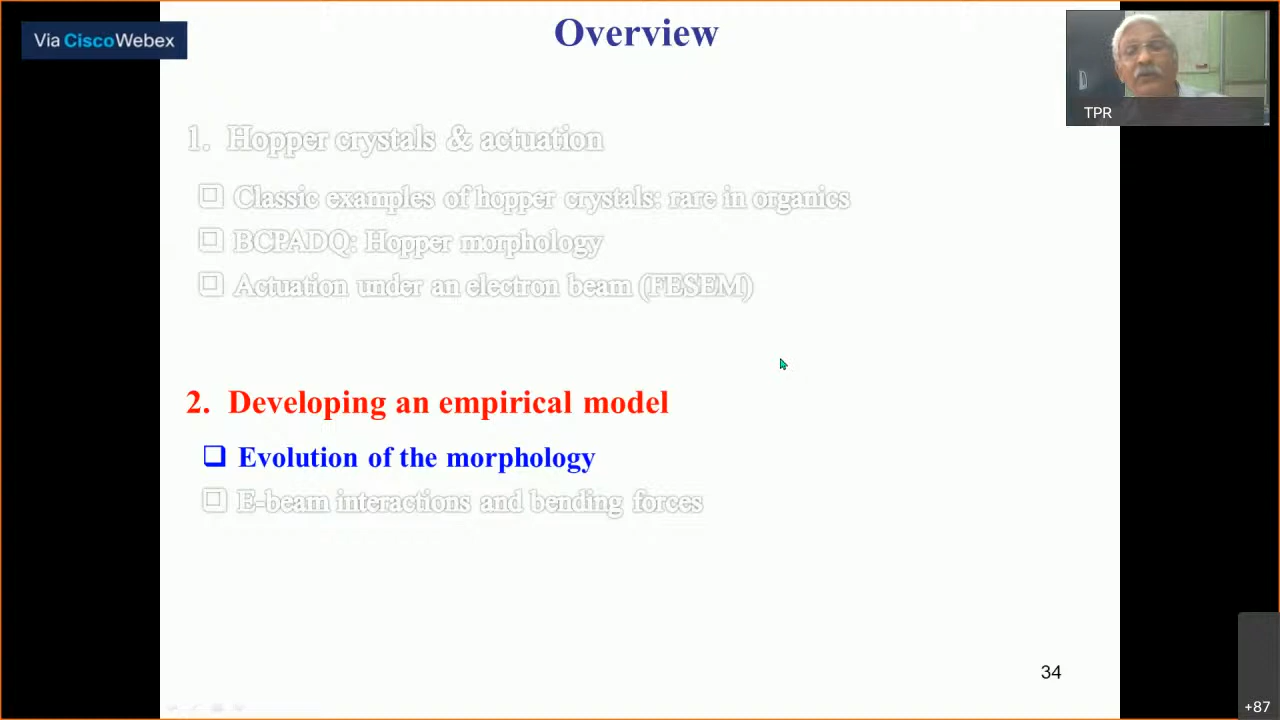 Overview
Via Cisco Webex
TPR
1. Hopper crystals & actuation
Classic examples of hopper crystals: rare in organics
BCPADQ: Hopper morphology
Actuation under an electron beam (FESEM)
2. Developing an empirical model
Evolution of the morphology
E-beam interactions and bending forces
34
+87